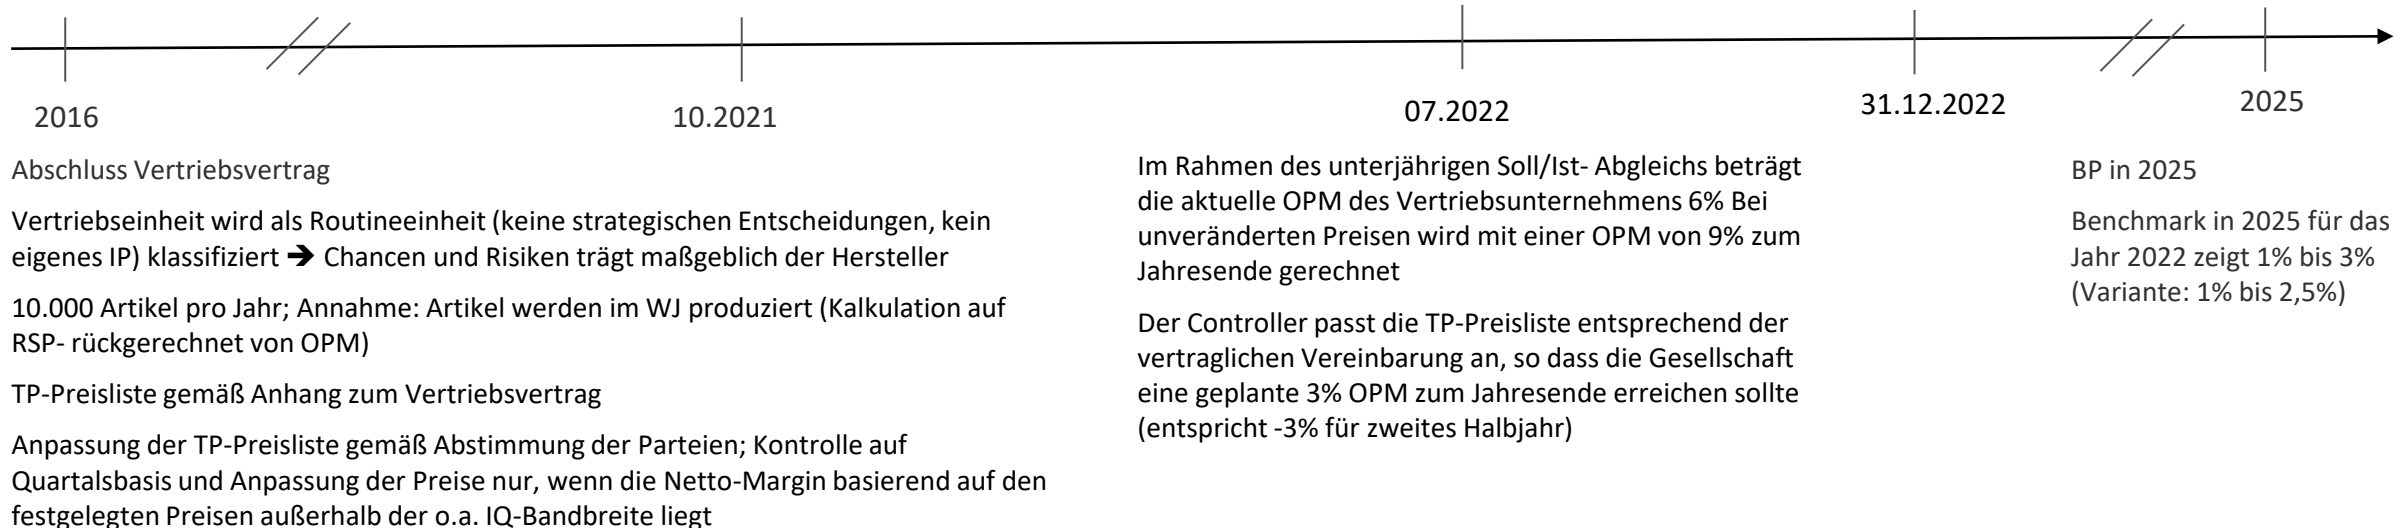 2016
10.2021
07.2022
31.12.2022
2025
Abschluss Vertriebsvertrag
Vertriebseinheit wird als Routineeinheit (keine strategischen Entscheidungen, kein
eigenes IP) klassifiziert ➔ Chancen und Risiken trägt maßgeblich der Hersteller
10.000 Artikel pro Jahr; Annahme: Artikel werden im WJ produziert (Kalkulation auf
RSP- rückgerechnet von OPM)
TP-Preisliste gemäß Anhang zum Vertriebsvertrag
Anpassung der TP-Preisliste gemäß Abstimmung der Parteien; Kontrolle auf
Quartalsbasis und Anpassung der Preise nur, wenn die Netto-Margin basierend auf den
festgelegten Preisen außerhalb der o.a. IQ-Bandbreite liegt
Im Rahmen des unterjährigen Soll/Ist- Abgleichs beträgt
die aktuelle OPM des Vertriebsunternehmens 6% Bei
unveränderten Preisen wird mit einer OPM von 9% zum
Jahresende gerechnet
Der Controller passt die TP-Preisliste entsprechend der
vertraglichen Vereinbarung an, so dass die Gesellschaft
eine geplante 3% OPM zum Jahresende erreichen sollte
(entspricht -3% für zweites Halbjahr)
BP in 2025
Benchmark in 2025 für das
Jahr 2022 zeigt 1% bis 3%
(Variante: 1% bis 2,5%)